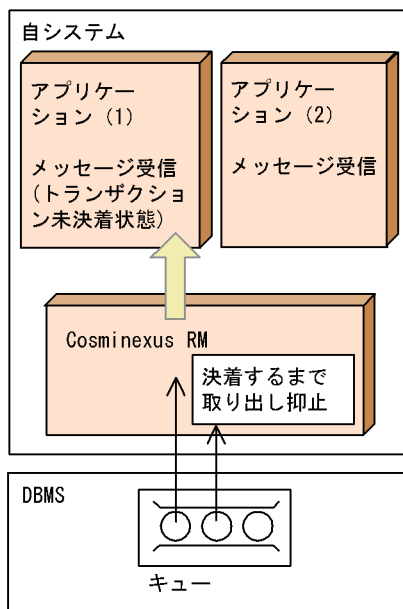 自システム
アプリケー
ション（1）
メッセージ受信
（トランザクショ
ン未決着状態）
アプリケー
ション（2）
メッセージ受信
Cosminexus RM
決着するまで
取り出し抑止
DBMS
キュー